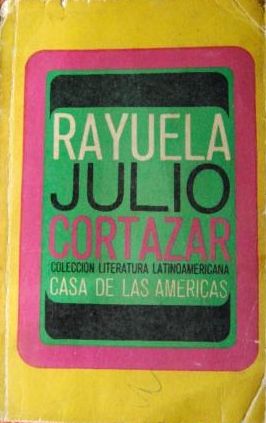 RAYUELA
JULIO
CORTAZAR
COLECCION LITERATURA LATINOAMERICANA
CASA DE LAS AMERICAS